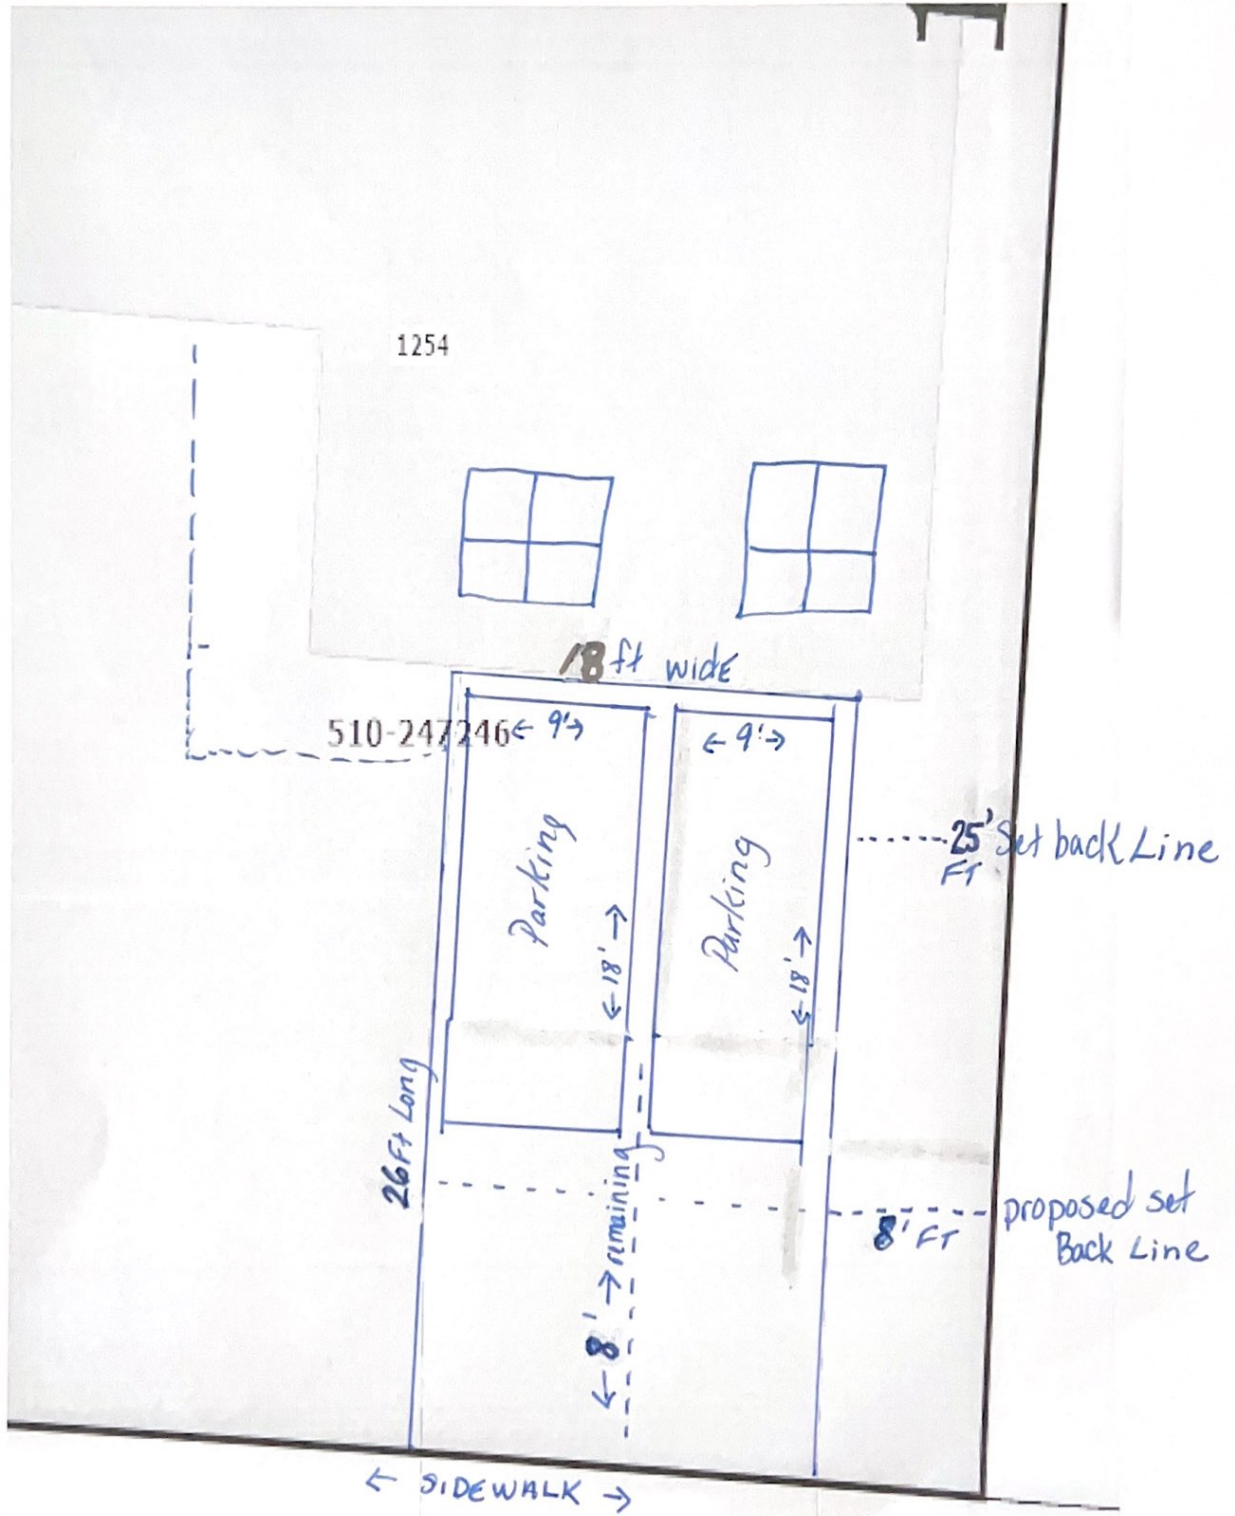 1254
18 ft wide
510-247246
← 9' →
← 9' →
Parking
Parking
← 18' →
← 18' →
25' Set back Line
FT
26 Ft Long
← 8' → remaining
proposed set
Back Line
8' FT
← SIDEWALK →